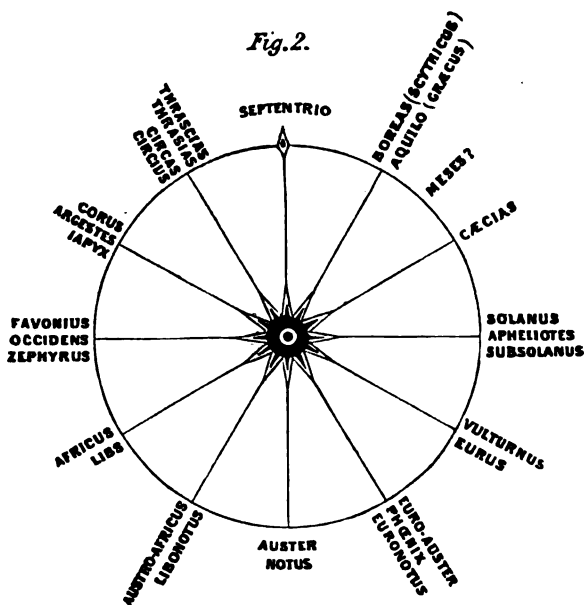 Fig. 2.
SEPTENTRIO
BOREAS (SCYTHICUS)
AQUILO (GRÆCUS)
MESES?
CÆCIAS
SOLANUS
APHELIOTES
SUBSOLANUS
VULTURNUS
EURUS
EURO-AUSTER
PHŒNIX
EURONOTUS
AUSTER
NOTUS
AUSTRO-AFRICUS
LIBONOTUS
AFRICUS
LIBS
FAVONIUS
OCCIDENS
ZEPHYRUS
CORUS
ARGESTES
IAPYX
THRASCIAS
THRASIAS
CIRCAS
CIRCIUS